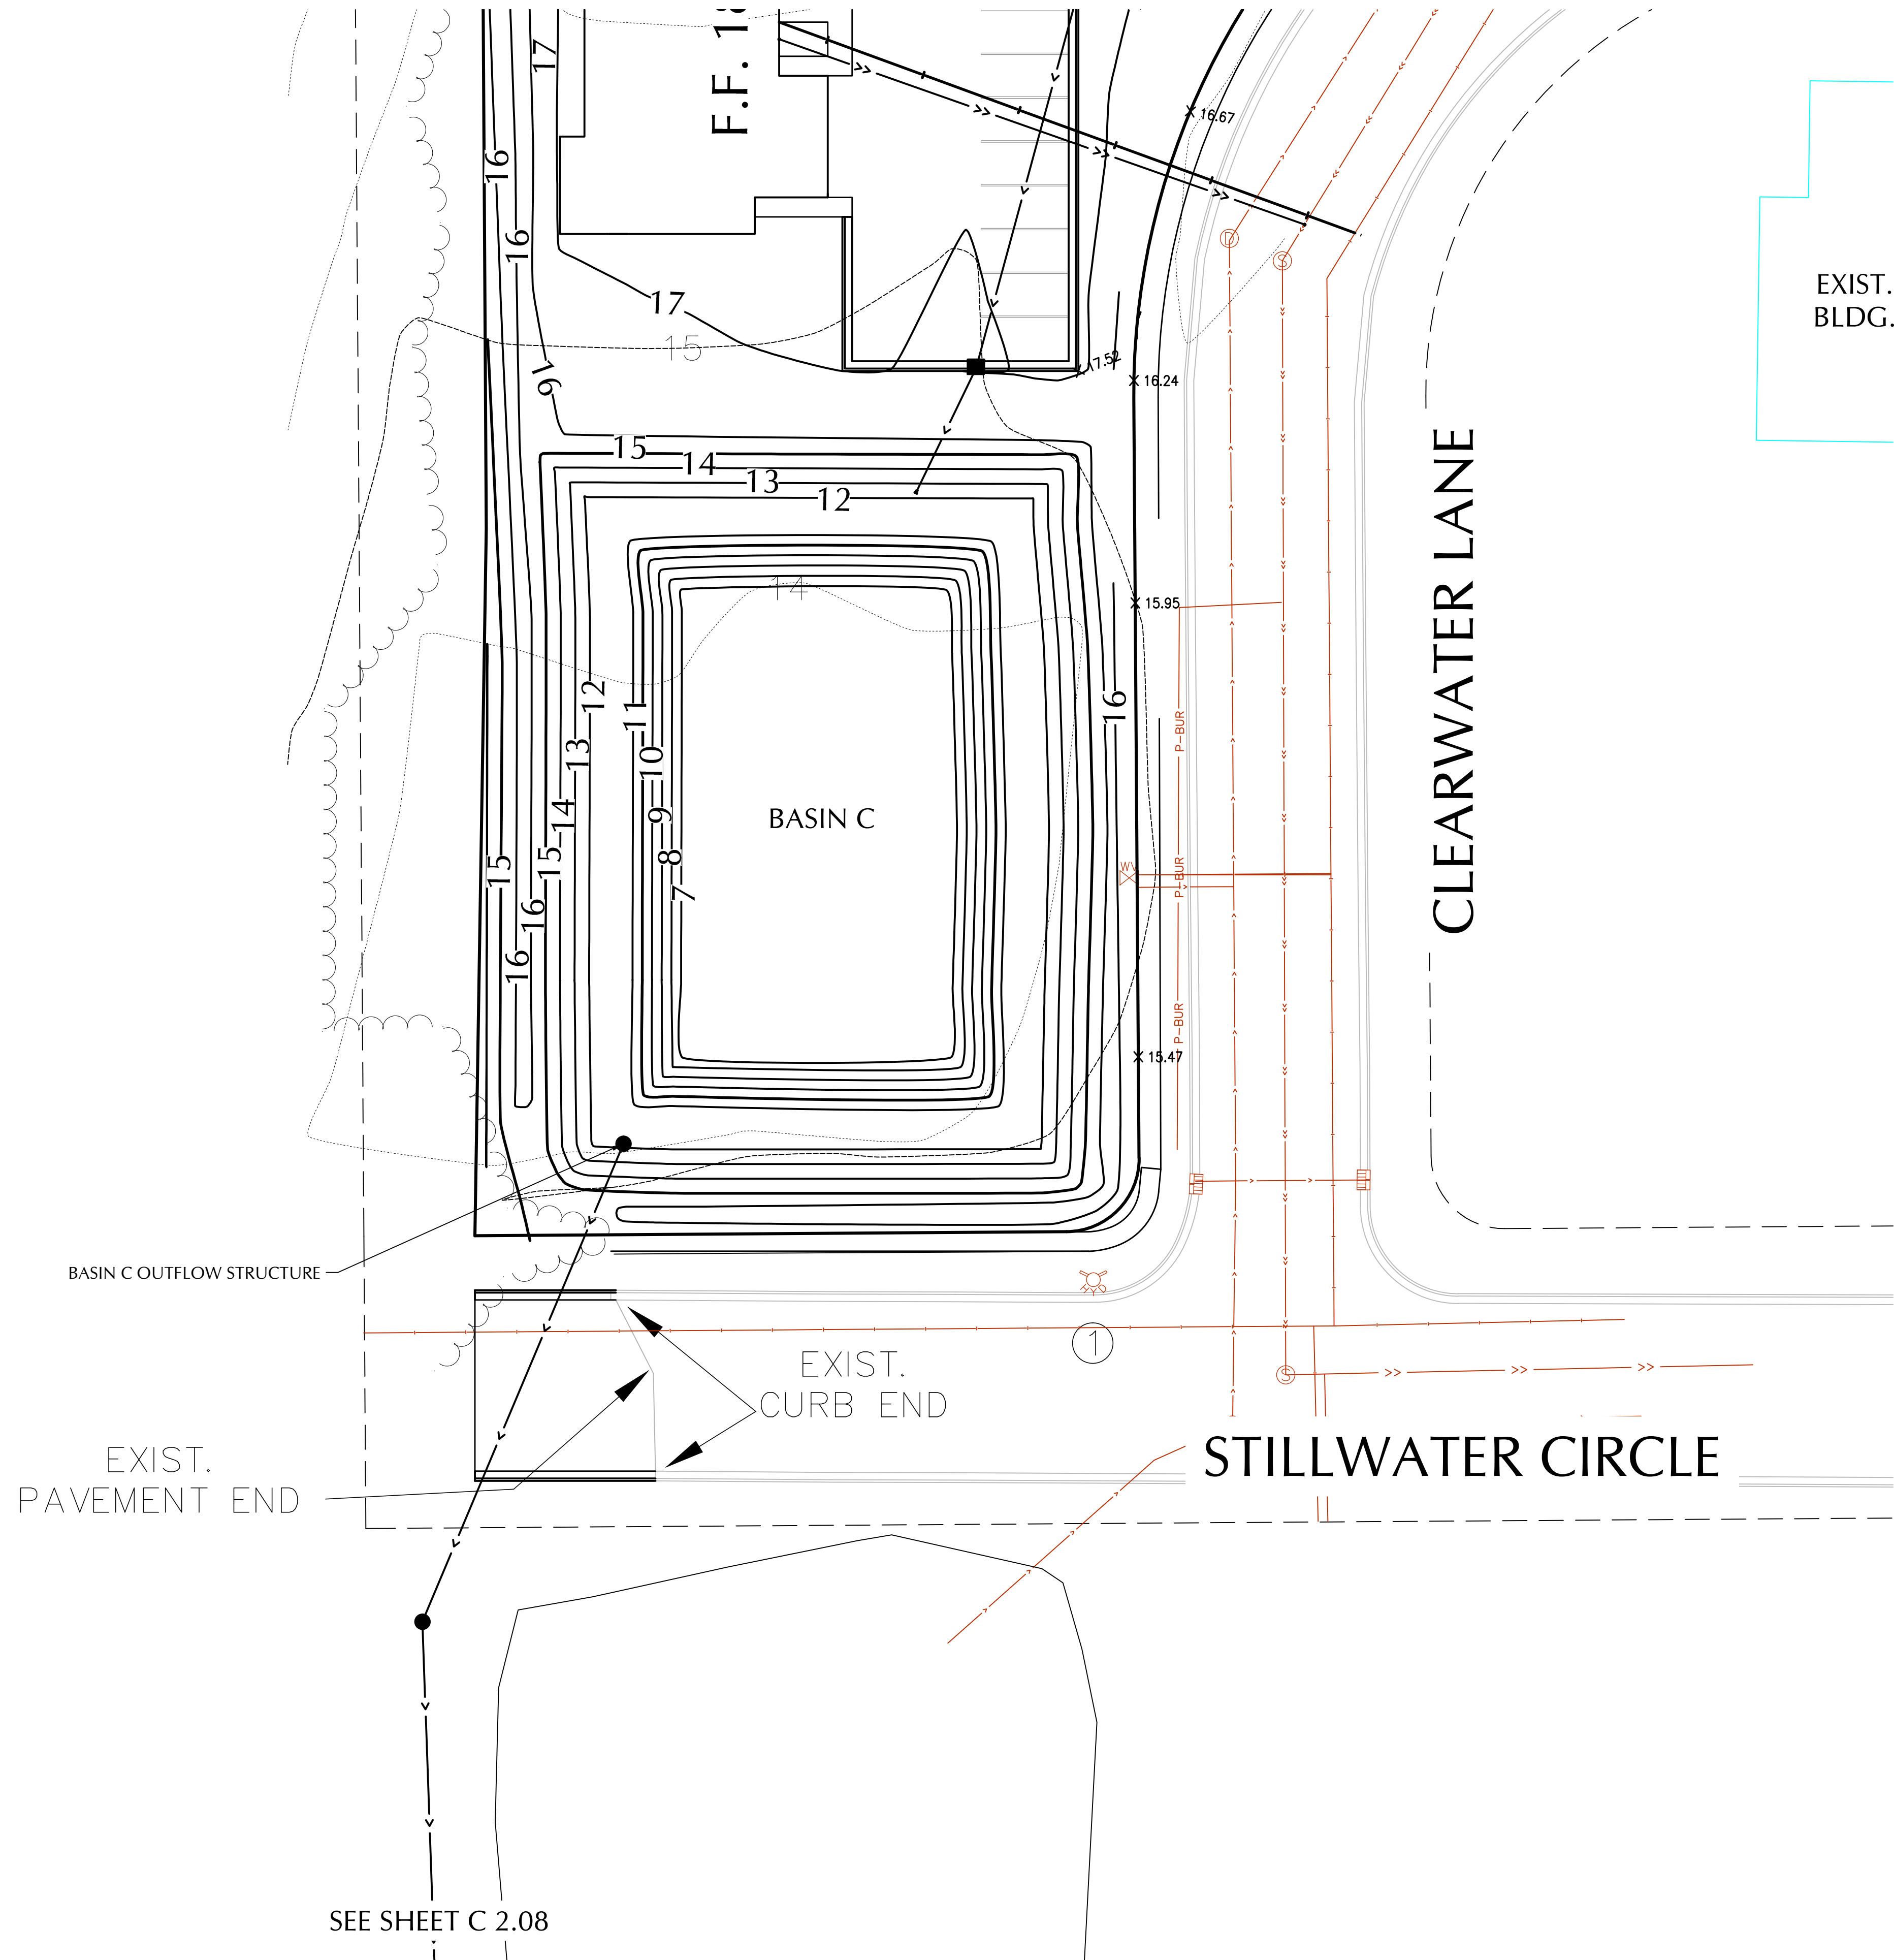 17
F.F. 18
16
16.67
16
17
15
16
17.52
16.24
EXIST.
BLDG.
15
14
13
12
14
15.95
CLEARWATER LANE
12
11
16
P-BUR
13
10
14
9
BASIN C
15
15
8
P-BUR
WV
7
16
16
P-BUR
15.47
D
S
BASIN C OUTFLOW STRUCTURE
HYD
1
EXIST.
CURB END
S
EXIST.
PAVEMENT END
STILLWATER CIRCLE
SEE SHEET C 2.08